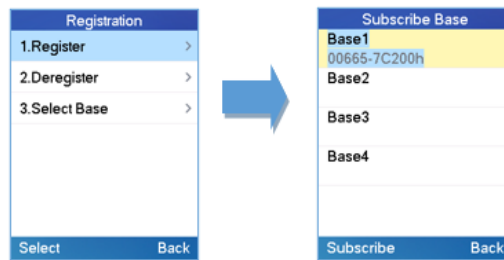 Registration
1.Register
2.Deregister
3.Select Base
Select Back
Subscribe Base
Base1
00665-7C200h
Base2
Base3
Base4
Subscribe Back